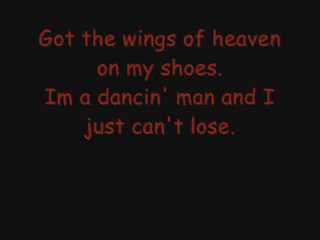 Got the wings of heaven
on my shoes.
Im a dancin' man and I
just can't lose.